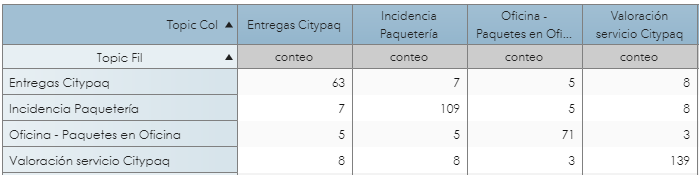 Topic Col ▲ Entregas Citypaq Incidencia Paquetería Oficina - Paquetes en Ofi... Valoración servicio Citypaq
Topic Fil ▲ conteo conteo conteo conteo
Entregas Citypaq 63 7 5 8
Incidencia Paquetería 7 109 5 8
Oficina - Paquetes en Oficina 5 5 71 3
Valoración servicio Citypaq 8 8 3 139